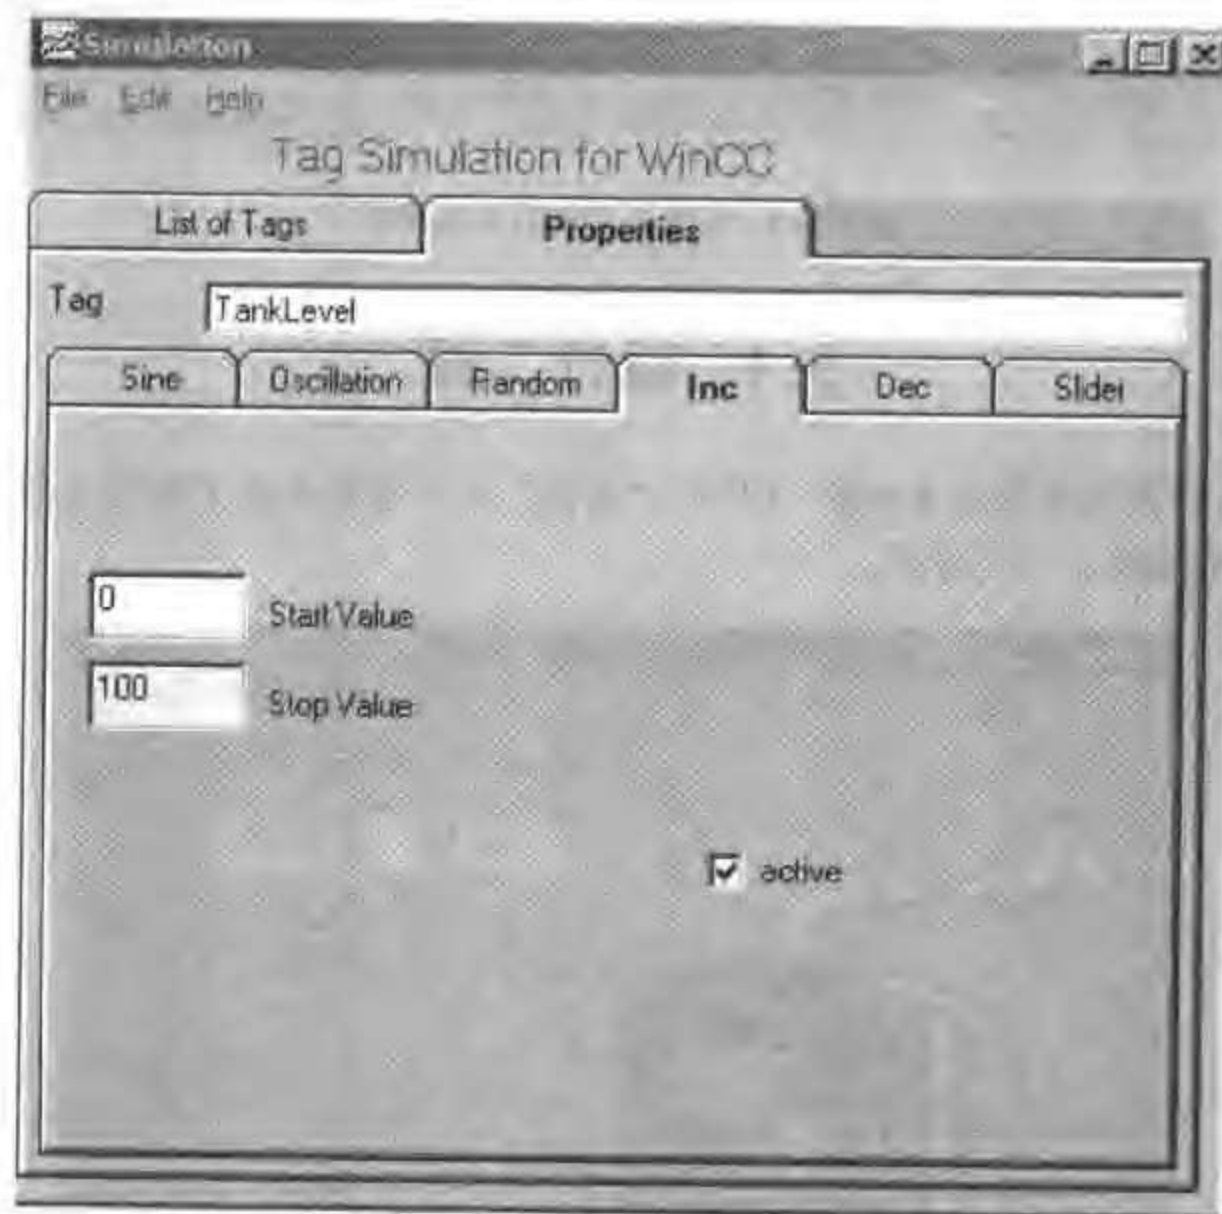 Simulation
File Edit Help
Tag Simulation for WinCC
List of Tags Properties
Tag TankLevel
Sine Oscillation Random Inc Dec Slider
0 Start Value
100 Stop Value
active